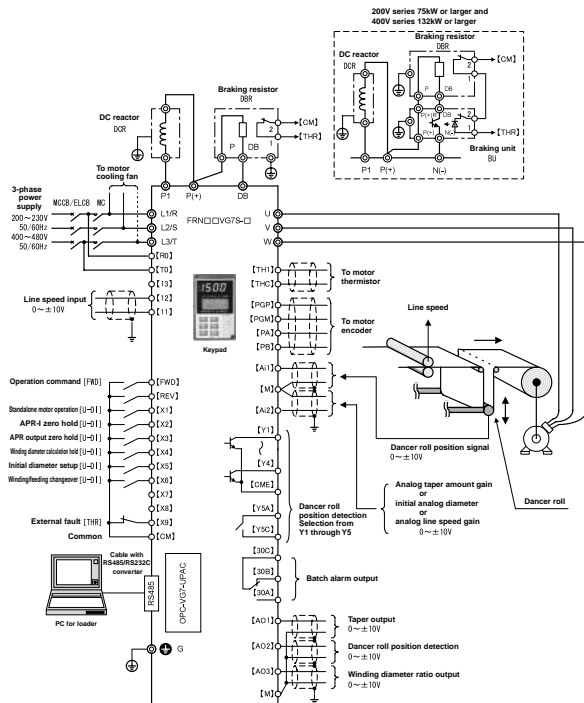 200V series 75kW or larger and
400V series 132kW or larger
Braking resistor
DBR
DC reactor
DCR
【CM】
2
1
P
DB
P(+)R
DB
P(+)
N(-)
2
1
【THR】
Braking unit
BU
P1
P(+)
N(-)
DC reactor
DCR
Braking resistor
DBR
P
DB
2
1
【CM】
【THR】
To motor
cooling fan
P1
P(+)
DB
3-phase
power
supply
MCCB/ELCB
MC
200～230V
50/60Hz
400～480V
50/60Hz
L1/R
L2/S
L3/T
FRN□□VG7S-□
U
V
W
【R0】
【T0】
【13】
【12】
【11】
Line speed input
0～±10V
1500
Keypad
【TH1】
【THC】
To motor
thermistor
【PGP】
【PGM】
【PA】
【PB】
To motor
encoder
Line speed
【Ai1】
【M】
【Ai2】
Dancer roll position signal
0～±10V
Dancer roll
Analog taper amount gain
or
initial analog diameter
or
analog line speed gain
0～±10V
Operation command [FWD]
【FWD】
【REV】
Standalone motor operation [U-DI]
【X1】
APR-I zero hold [U-DI]
【X2】
APR output zero hold [U-DI]
【X3】
Winding diameter calculation hold [U-DI]
【X4】
Initial diameter setup [U-DI]
【X5】
Winding/feeding changeover [U-DI]
【X6】
【X7】
【X8】
External fault [THR]
【X9】
Common
【CM】
【Y1】
【Y4】
【CME】
【Y5A】
【Y5C】
Dancer roll
position detection
Selection from
Y1 through Y5
【30C】
【30B】
【30A】
Batch alarm output
Cable with
RS485/RS232C
converter
PC for loader
RS485
OPC-VG7-UPAC
G
【AO1】
Taper output
0～±10V
【AO2】
Dancer roll position detection
0～±10V
【AO3】
Winding diameter ratio output
0～±10V
【M】